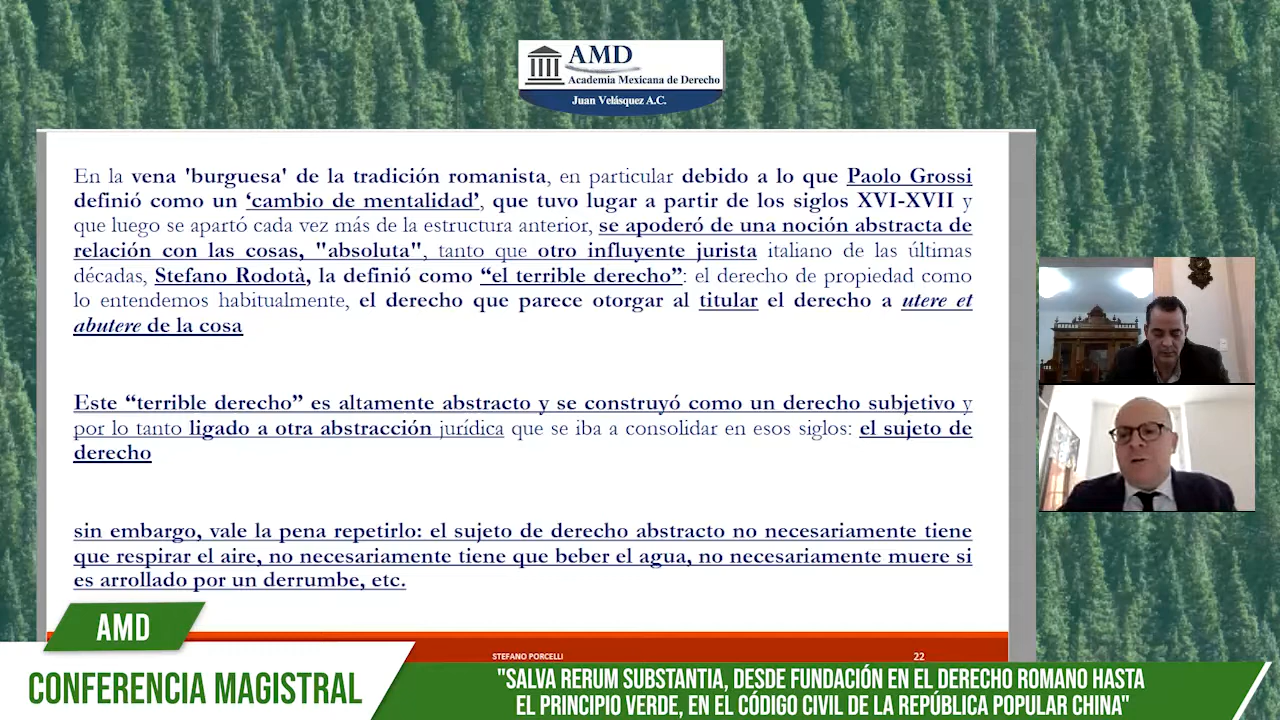 AMD
Academia Mexicana de Derecho
Juan Velásquez A.C.
En la vena 'burguesa' de la tradición romanista, en particular debido a lo que Paolo Grossi
definió como un ‘cambio de mentalidad’, que tuvo lugar a partir de los siglos XVI-XVII y
que luego se apartó cada vez más de la estructura anterior, se apoderó de una noción abstracta de
relación con las cosas, "absoluta", tanto que otro influyente jurista italiano de las últimas
décadas, Stefano Rodotà, la definió como “el terrible derecho”: el derecho de propiedad como
lo entendemos habitualmente, el derecho que parece otorgar al titular el derecho a utere et
abutere de la cosa
Este “terrible derecho” es altamente abstracto y se construyó como un derecho subjetivo y
por lo tanto ligado a otra abstracción jurídica que se iba a consolidar en esos siglos: el sujeto de
derecho
sin embargo, vale la pena repetirlo: el sujeto de derecho abstracto no necesariamente tiene
que respirar el aire, no necesariamente tiene que beber el agua, no necesariamente muere si
es arrollado por un derrumbe, etc.
STEFANO PORCELLI
22
AMD
CONFERENCIA MAGISTRAL
"SALVA RERUM SUBSTANTIA, DESDE FUNDACIÓN EN EL DERECHO ROMANO HASTA
EL PRINCIPIO VERDE, EN EL CÓDIGO CIVIL DE LA REPÚBLICA POPULAR CHINA"